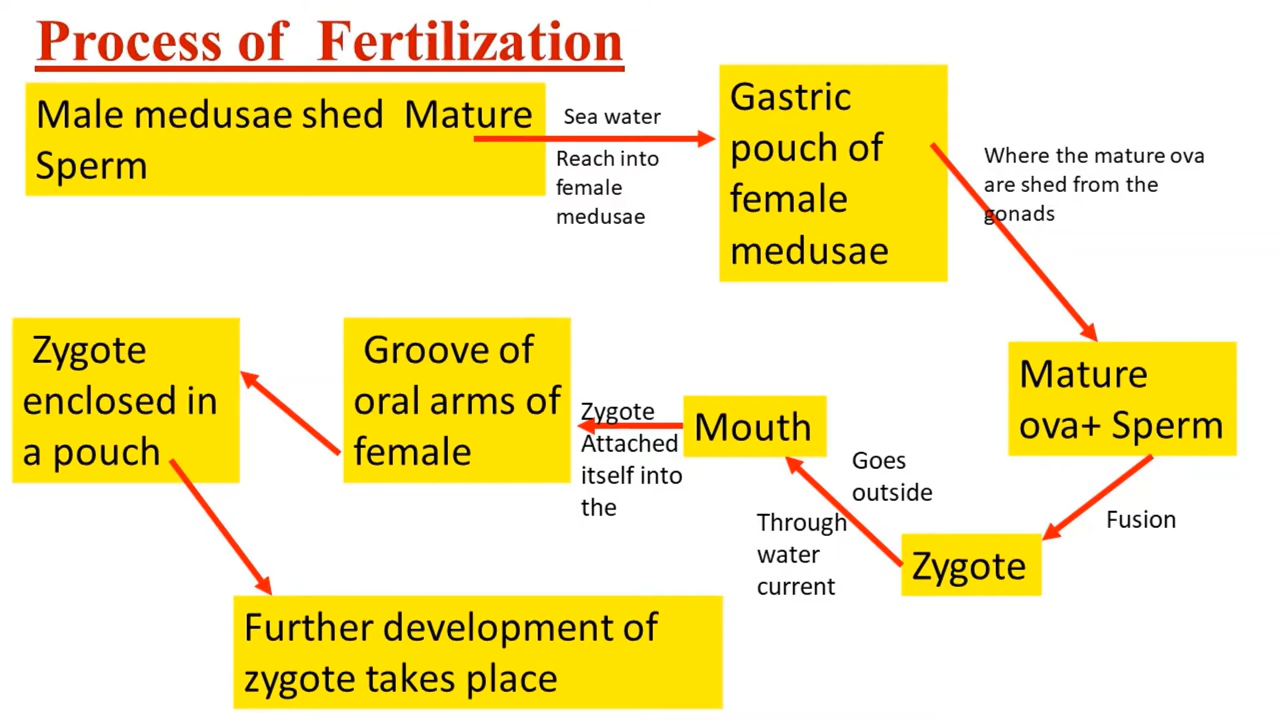 Process of Fertilization
Male medusae shed Mature
Sperm
Sea water
Reach into
female
medusae
Gastric
pouch of
female
medusae
Where the mature ova
are shed from the
gonads
Mature
ova+ Sperm
Fusion
Zygote
Goes
outside
Through
water
current
Mouth
Zygote
Attached
itself into
the
Groove of
oral arms of
female
Zygote
enclosed in
a pouch
Further development of
zygote takes place